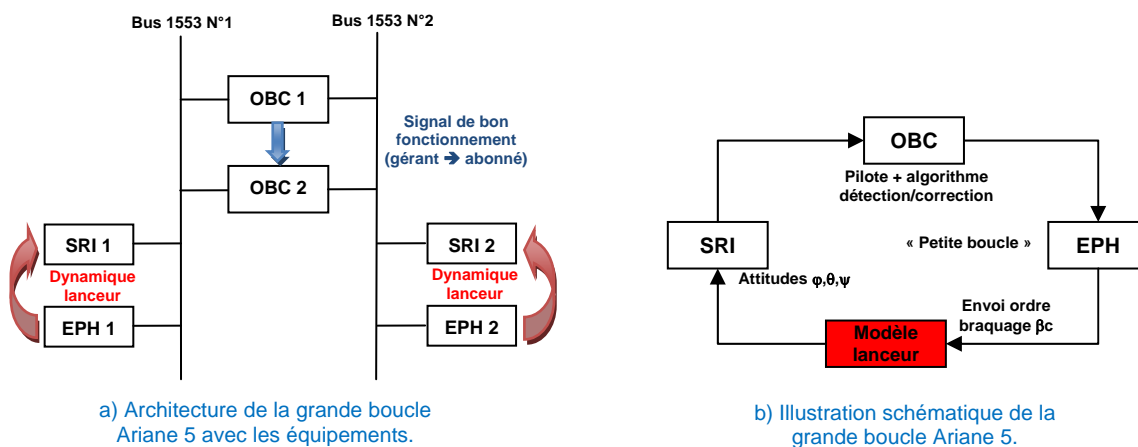 Bus 1553 N°1
Bus 1553 N°2
OBC 1
OBC 2
Signal de bon
fonctionnement
(gérant ➔ abonné)
SRI 1
Dynamique
lanceur
EPH 1
SRI 2
Dynamique
lanceur
EPH 2
a) Architecture de la grande boucle
Ariane 5 avec les équipements.
OBC
Pilote + algorithme
détection/correction
SRI
« Petite boucle »
EPH
Attitudes φ,θ,ψ
Envoi ordre
braquage βc
Modèle
lanceur
b) Illustration schématique de la
grande boucle Ariane 5.